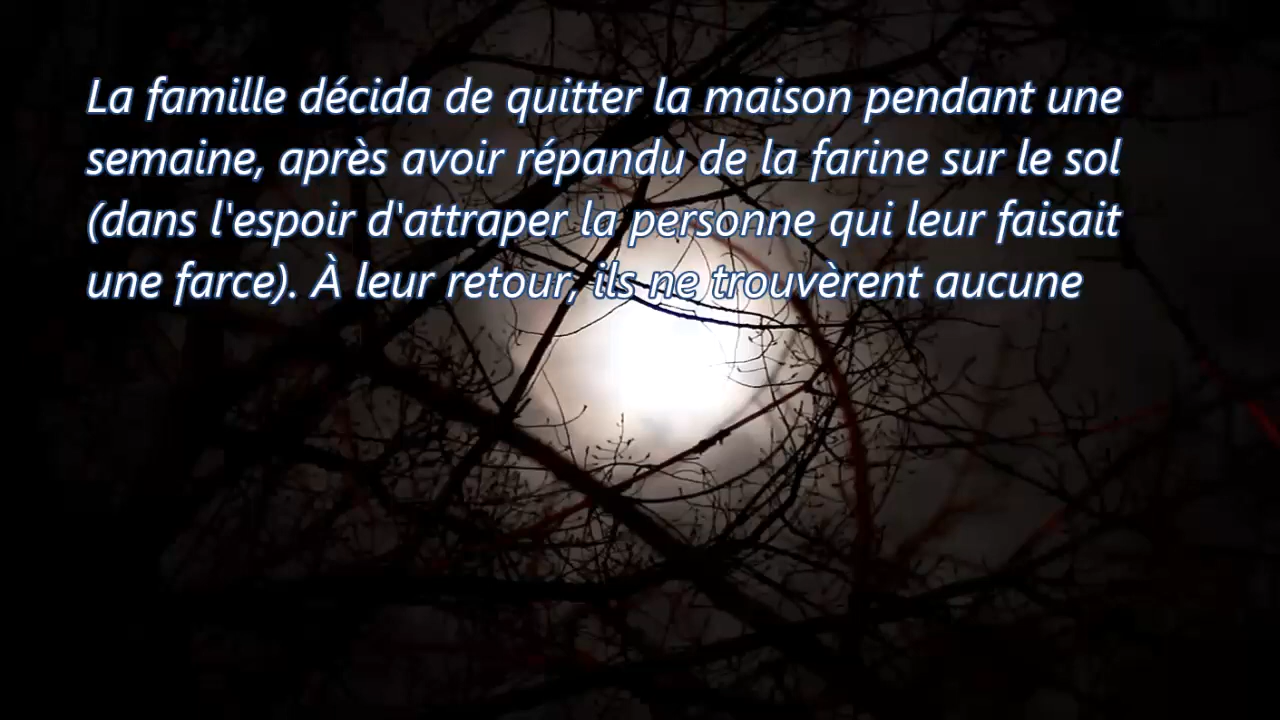 La famille décida de quitter la maison pendant une
semaine, après avoir répandu de la farine sur le sol
(dans l'espoir d'attraper la personne qui leur faisait
une farce). À leur retour, ils ne trouvèrent aucune